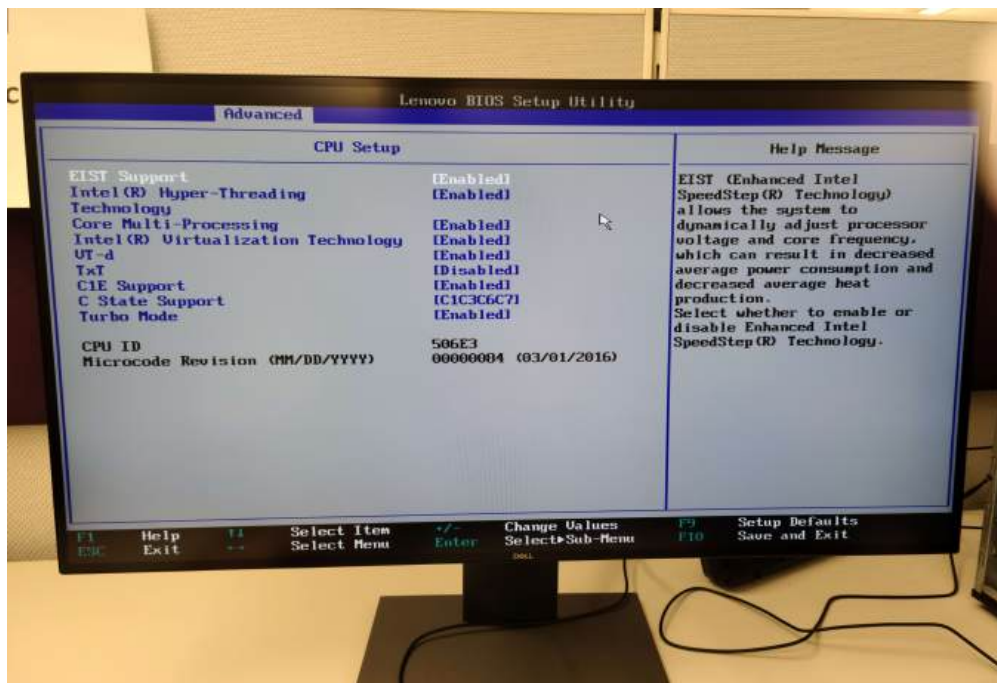 C
Lenovo BIOS Setup Utility
Advanced
CPU Setup
EIST Support [Enabled]
Intel(R) Hyper-Threading [Enabled]
Technology
Core Multi-Processing [Enabled]
Intel(R) Virtualization Technology [Enabled]
VT-d [Enabled]
TxT [Disabled]
C1E Support [Enabled]
C State Support [C1C3C6C7]
Turbo Mode [Enabled]
CPU ID 506E3
Microcode Revision (MM/DD/YYYY) 00000084 (03/01/2016)
Help Message
EIST (Enhanced Intel
SpeedStep(R) Technology)
allows the system to
dynamically adjust processor
voltage and core frequency,
which can result in decreased
average power consumption and
decreased average heat
production.
Select whether to enable or
disable Enhanced Intel
SpeedStep(R) Technology.
F1 Help ↑↓ Select Item +/- Change Values F9 Setup Defaults
ESC Exit ←→ Select Menu Enter Select▶Sub-Menu F10 Save and Exit
DELL